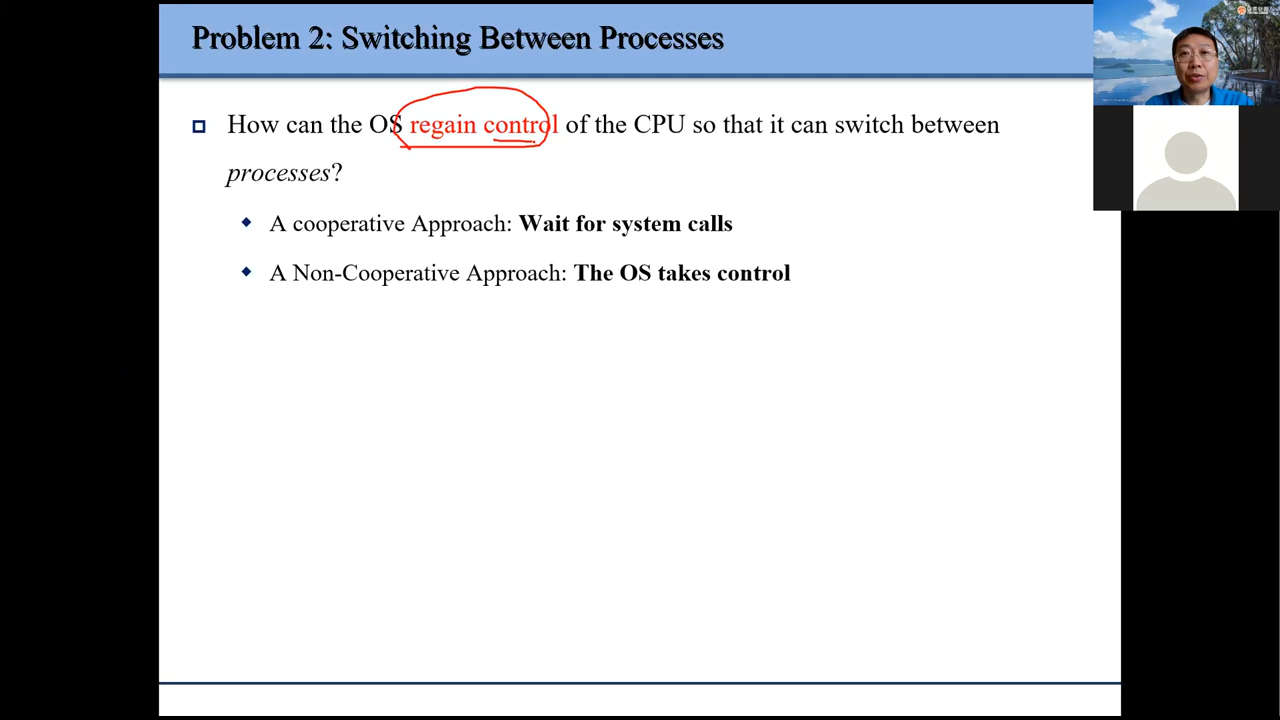 Problem 2: Switching Between Processes
How can the OS regain control of the CPU so that it can switch between
processes?
A cooperative Approach: Wait for system calls
A Non-Cooperative Approach: The OS takes control